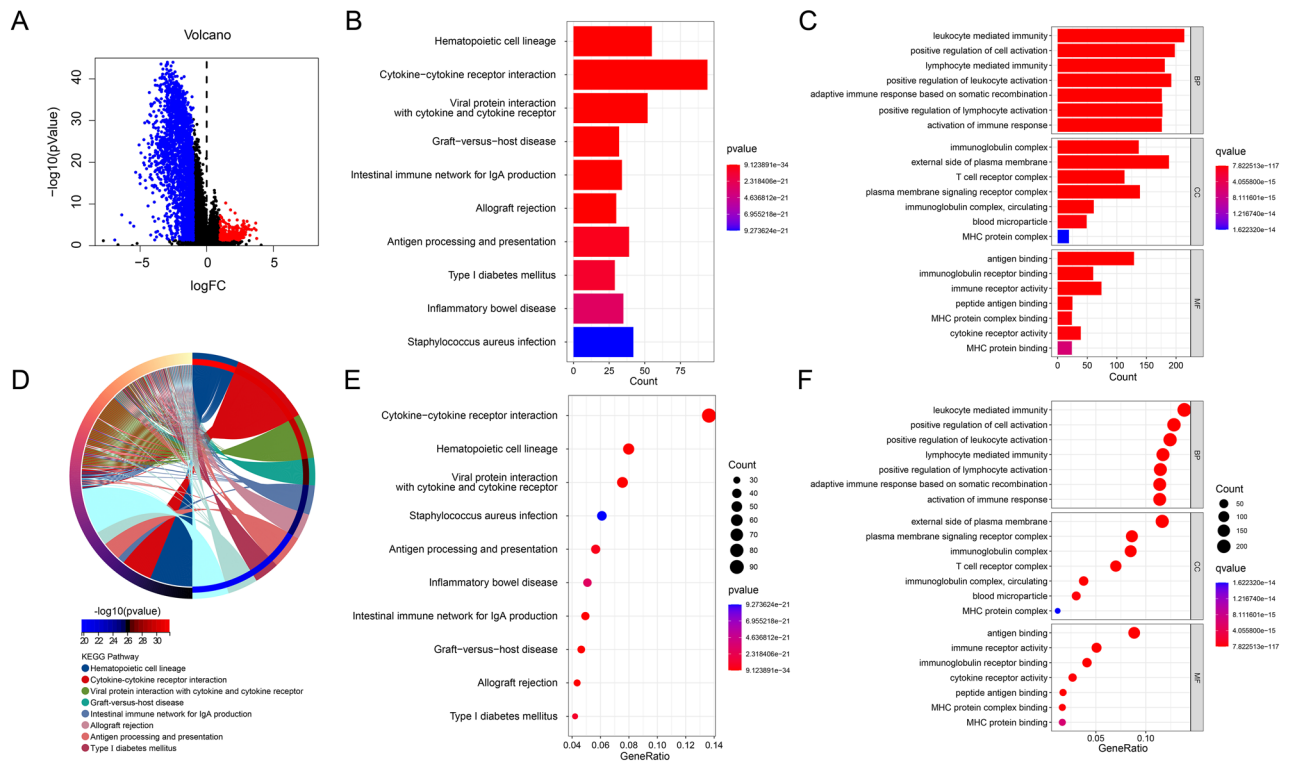 A
Volcano
40
30
20
10
0
−log10(pValue)
−5
0
5
logFC
B
Hematopoietic cell lineage
Cytokine−cytokine receptor interaction
Viral protein interaction
with cytokine and cytokine receptor
Graft−versus−host disease
Intestinal immune network for IgA production
Allograft rejection
Antigen processing and presentation
Type I diabetes mellitus
Inflammatory bowel disease
Staphylococcus aureus infection
0
25
50
75
Count
pvalue
9.123891e−34
2.318406e−21
4.636812e−21
6.955218e−21
9.273624e−21
C
leukocyte mediated immunity
positive regulation of cell activation
lymphocyte mediated immunity
positive regulation of leukocyte activation
adaptive immune response based on somatic recombination
positive regulation of lymphocyte activation
activation of immune response
BP
immunoglobulin complex
external side of plasma membrane
T cell receptor complex
plasma membrane signaling receptor complex
immunoglobulin complex, circulating
blood microparticle
MHC protein complex
CC
antigen binding
immunoglobulin receptor binding
immune receptor activity
peptide antigen binding
MHC protein complex binding
cytokine receptor activity
MHC protein binding
MF
0
50
100
150
200
Count
qvalue
7.822513e−117
4.055800e−15
8.111601e−15
1.216740e−14
1.622320e−14
D
-log10(pvalue)
20
22
24
26
28
30
32
KEGG Pathway
Hematopoietic cell lineage
Cytokine-cytokine receptor interaction
Viral protein interaction with cytokine and cytokine receptor
Graft-versus-host disease
Intestinal immune network for IgA production
Allograft rejection
Antigen processing and presentation
Type I diabetes mellitus
E
Cytokine−cytokine receptor interaction
Hematopoietic cell lineage
Viral protein interaction
with cytokine and cytokine receptor
Staphylococcus aureus infection
Antigen processing and presentation
Inflammatory bowel disease
Intestinal immune network for IgA production
Graft−versus−host disease
Allograft rejection
Type I diabetes mellitus
0.04
0.06
0.08
0.10
0.12
0.14
GeneRatio
Count
30
40
50
60
70
80
90
pvalue
9.273624e−21
6.955218e−21
4.636812e−21
2.318406e−21
9.123891e−34
F
leukocyte mediated immunity
positive regulation of cell activation
positive regulation of leukocyte activation
lymphocyte mediated immunity
positive regulation of lymphocyte activation
adaptive immune response based on somatic recombination
activation of immune response
BP
external side of plasma membrane
plasma membrane signaling receptor complex
immunoglobulin complex
T cell receptor complex
immunoglobulin complex, circulating
blood microparticle
MHC protein complex
CC
antigen binding
immune receptor activity
immunoglobulin receptor binding
cytokine receptor activity
peptide antigen binding
MHC protein complex binding
MHC protein binding
MF
0.05
0.10
GeneRatio
Count
50
100
150
200
qvalue
1.622320e−14
1.216740e−14
8.111601e−15
4.055800e−15
7.822513e−117